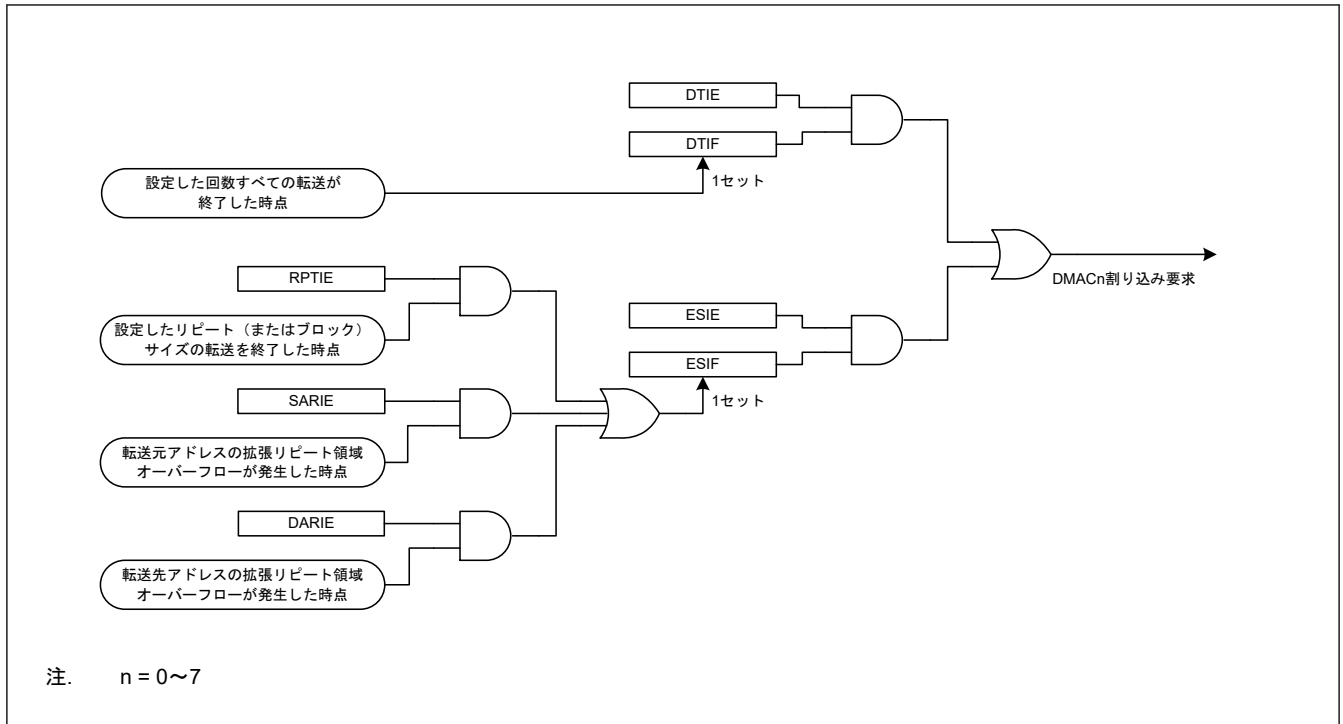 DTIE
DTIF
1セット
設定した回数すべての転送が
終了した時点
DMACn割り込み要求
RPTIE
設定したリピート（またはブロック）
サイズの転送を終了した時点
ESIE
ESIF
1セット
SARIE
転送元アドレスの拡張リピート領域
オーバーフローが発生した時点
DARIE
転送先アドレスの拡張リピート領域
オーバーフローが発生した時点
注. n = 0～7